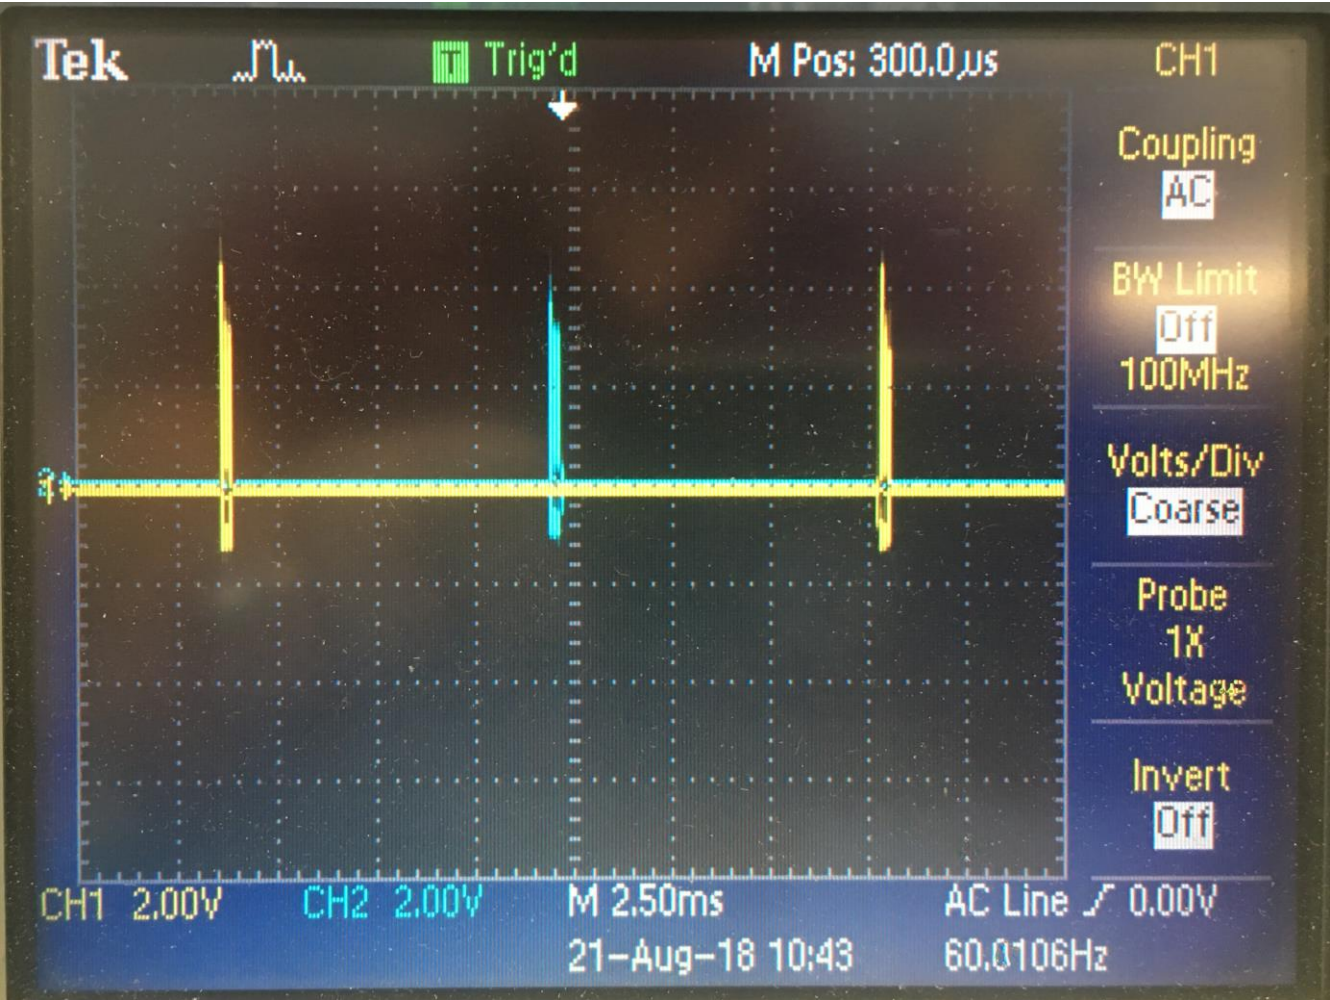 Tek T Trig'd M Pos: 300.0µs CH1
Coupling
AC
BW Limit
Off
100MHz
Volts/Div
Coarse
Probe
1X
Voltage
Invert
Off
CH1 2.00V CH2 2.00V M 2.50ms AC Line 0.00V
21-Aug-18 10:43 60.0106Hz